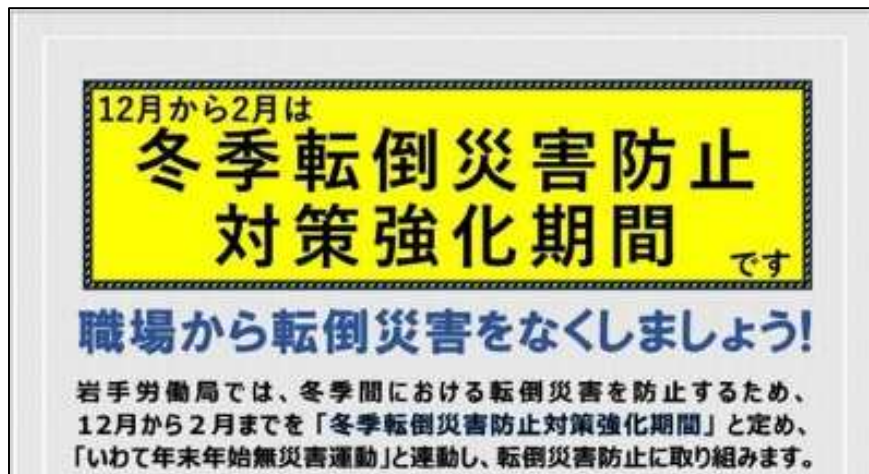 12月から2月は
冬季転倒災害防止
対策強化期間
です
職場から転倒災害をなくしましょう!
岩手労働局では、冬季間における転倒災害を防止するため、
12月から2月までを「冬季転倒災害防止対策強化期間」と定め、
「いわて年末年始無災害運動」と連動し、転倒災害防止に取り組みます。